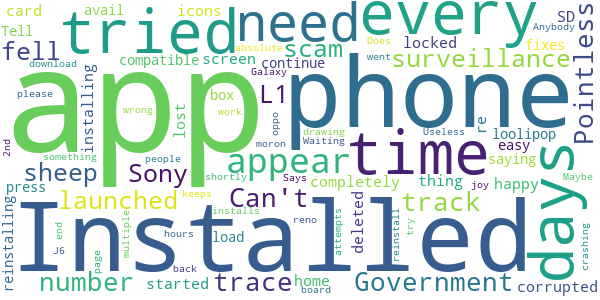 card avail icons tried need every SD
Tell fell Anybody
download compatible screen absolute scam Does locked went fixes
please installing app Galaxy continue phone surveillance Pointless
wrong box L1 oppo drawing Useless re
lost work moron Waiting loolipop
2nd something people appear time easy saying
sheep Sony Says joy days Maybe
press launched shortly Can't completely thing happy
reinstalling multiple keeps installs deleted track try
end page Installed attempts reinstall crashing
number hours trace reno load home Government
J6 started back board corrupted